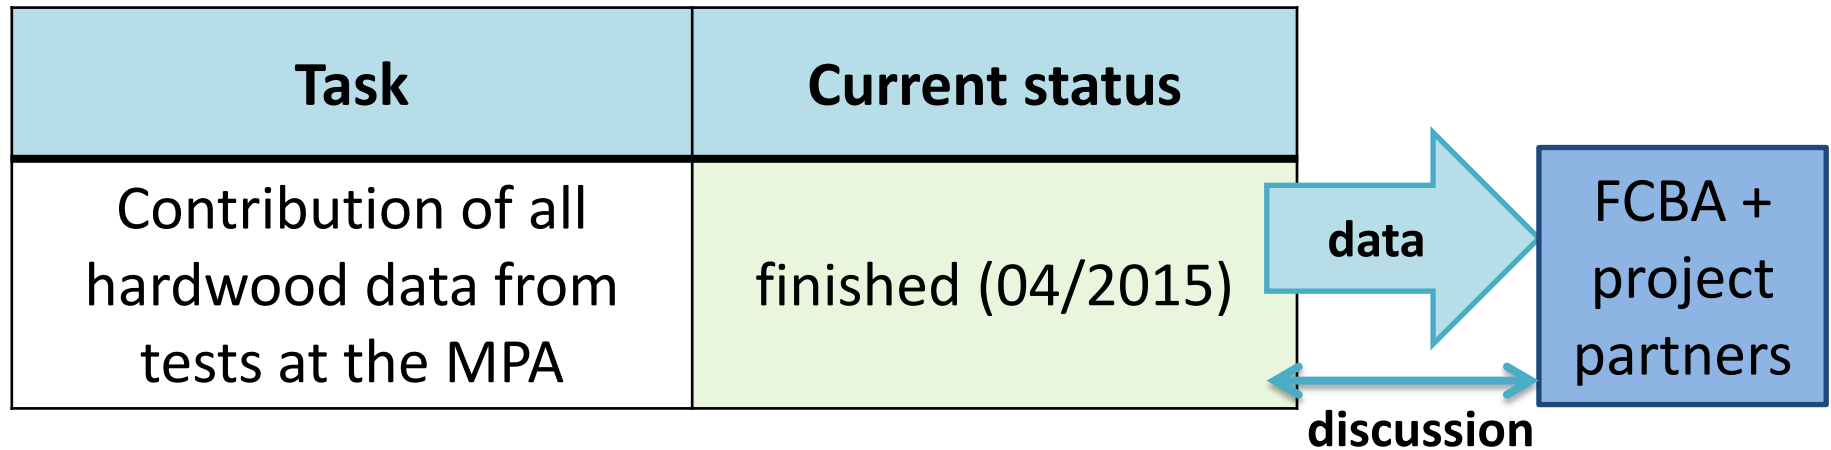 Task
Current status
Contribution of all
hardwood data from
tests at the MPA
finished (04/2015)
data
discussion
FCBA +
project
partners